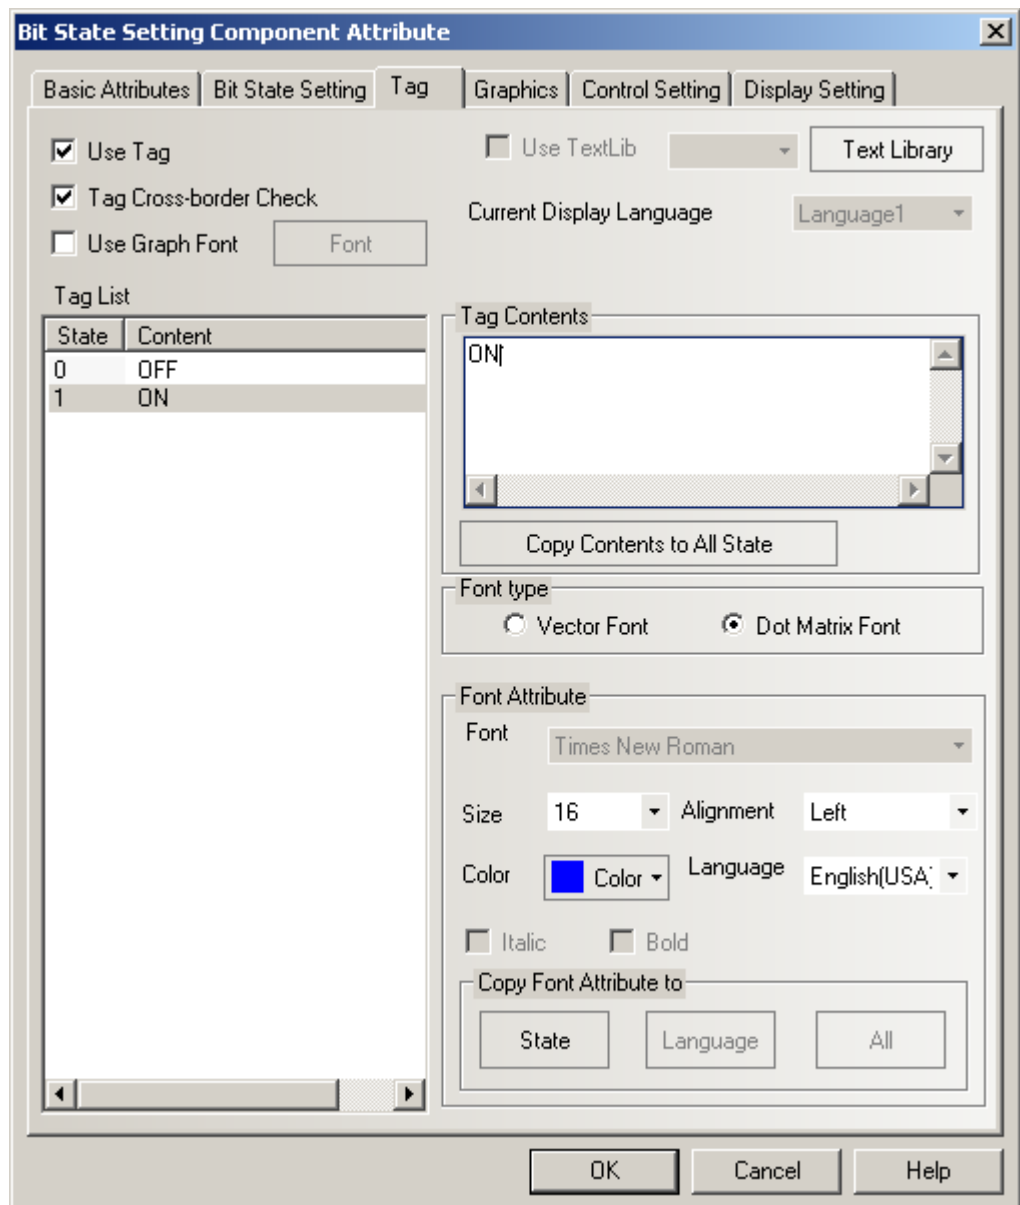 Bit State Setting Component Attribute
Basic Attributes Bit State Setting Tag Graphics Control Setting Display Setting
Use Tag
Use TextLib
Text Library
Tag Cross-border Check
Current Display Language
Language1
Use Graph Font
Font
Tag List
State Content
0 OFF
1 ON
Tag Contents
ON
Copy Contents to All State
Font type
Vector Font
Dot Matrix Font
Font Attribute
Font
Times New Roman
Size
16
Alignment
Left
Color
Color
Language
English(USA)
Italic
Bold
Copy Font Attribute to
State
Language
All
OK
Cancel
Help